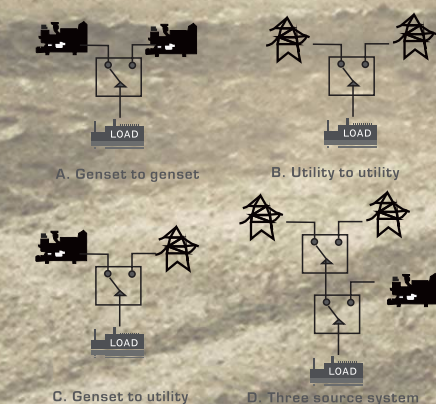 LOAD
LOAD
A. Genset to genset
B. Utility to utility
LOAD
LOAD
C. Genset to utility
D. Three source system